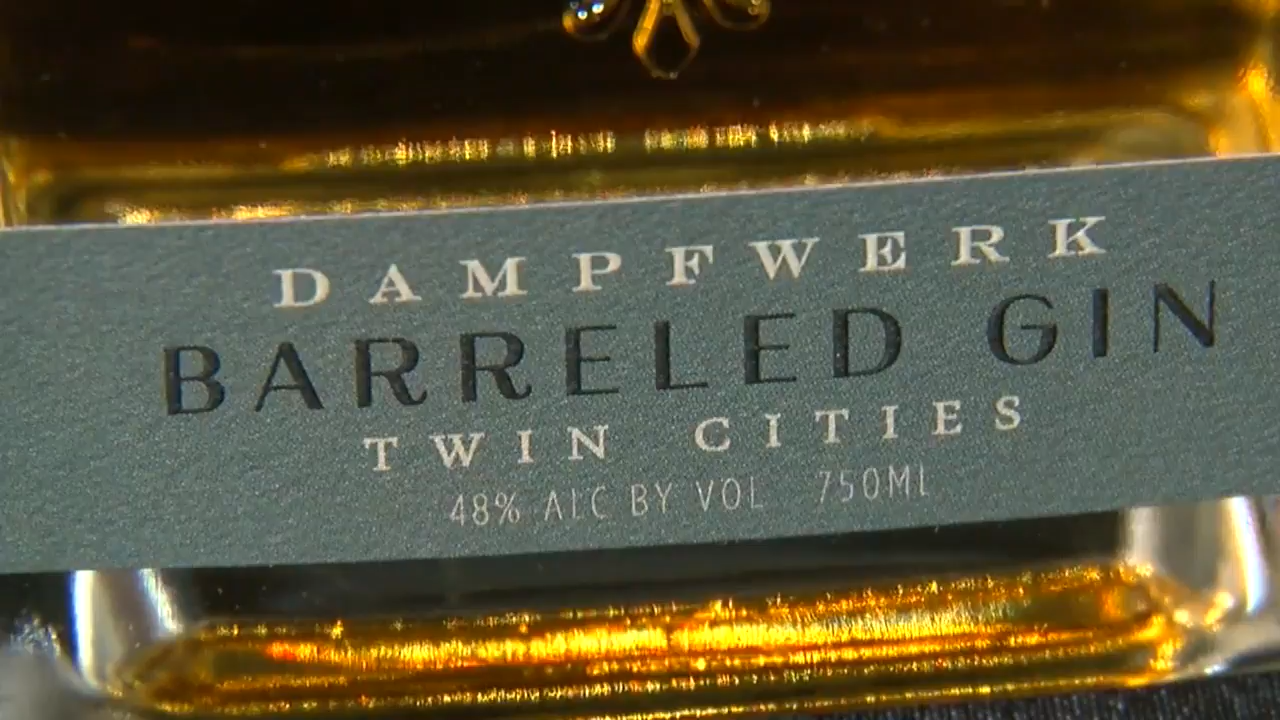 DAMPFWERK
BARRELED GIN
TWIN CITIES
48% ALC BY VOL 750ML